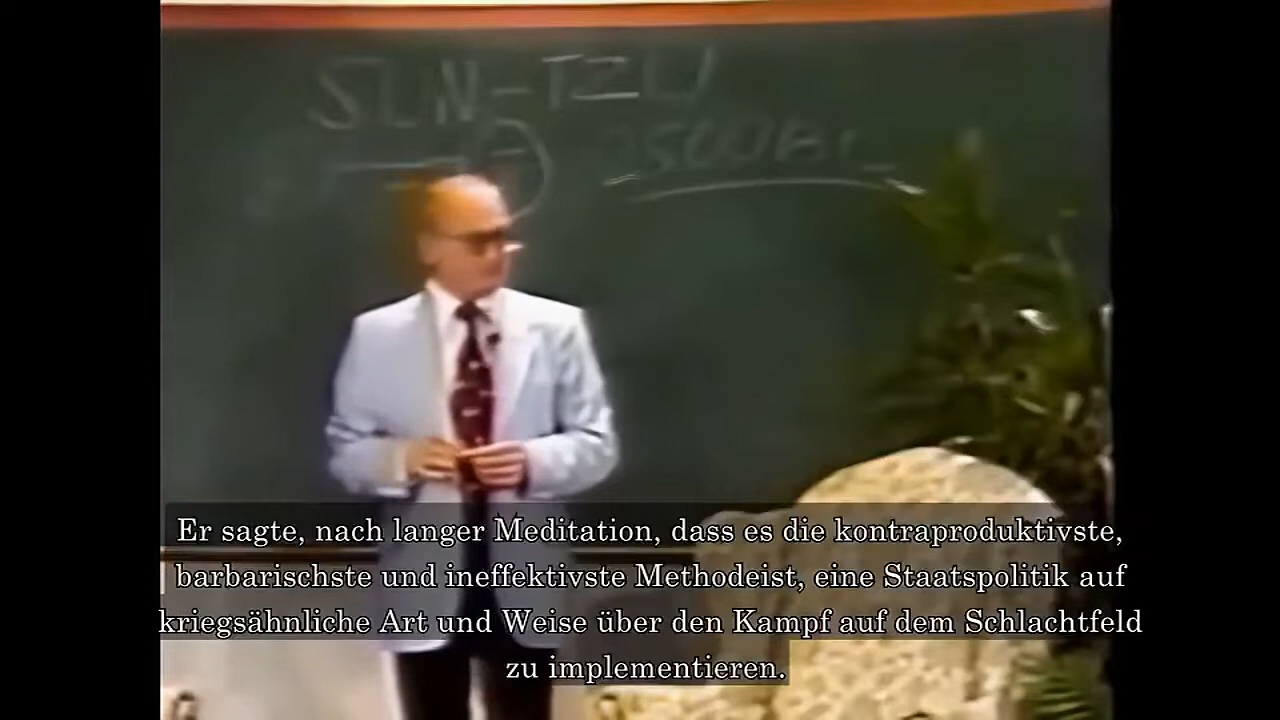 SUN-TZU
2500 B.C.
Er sagte, nach langer Meditation, dass es die kontraproduktivste,
barbarischste und ineffektivste Methodeist, eine Staatspolitik auf
kriegsähnliche Art und Weise über den Kampf auf dem Schlachtfeld
zu implementieren.